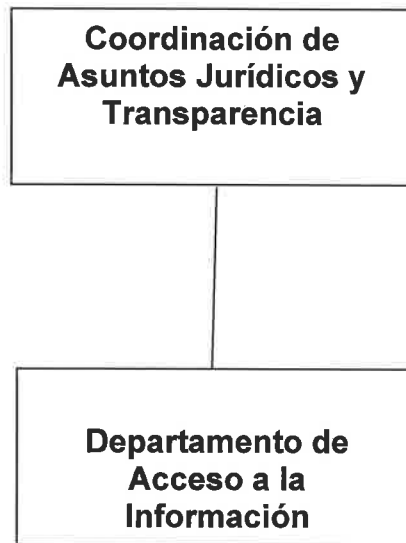 Coordinación de
Asuntos Jurídicos y
Transparencia
Departamento de
Acceso a la
Información